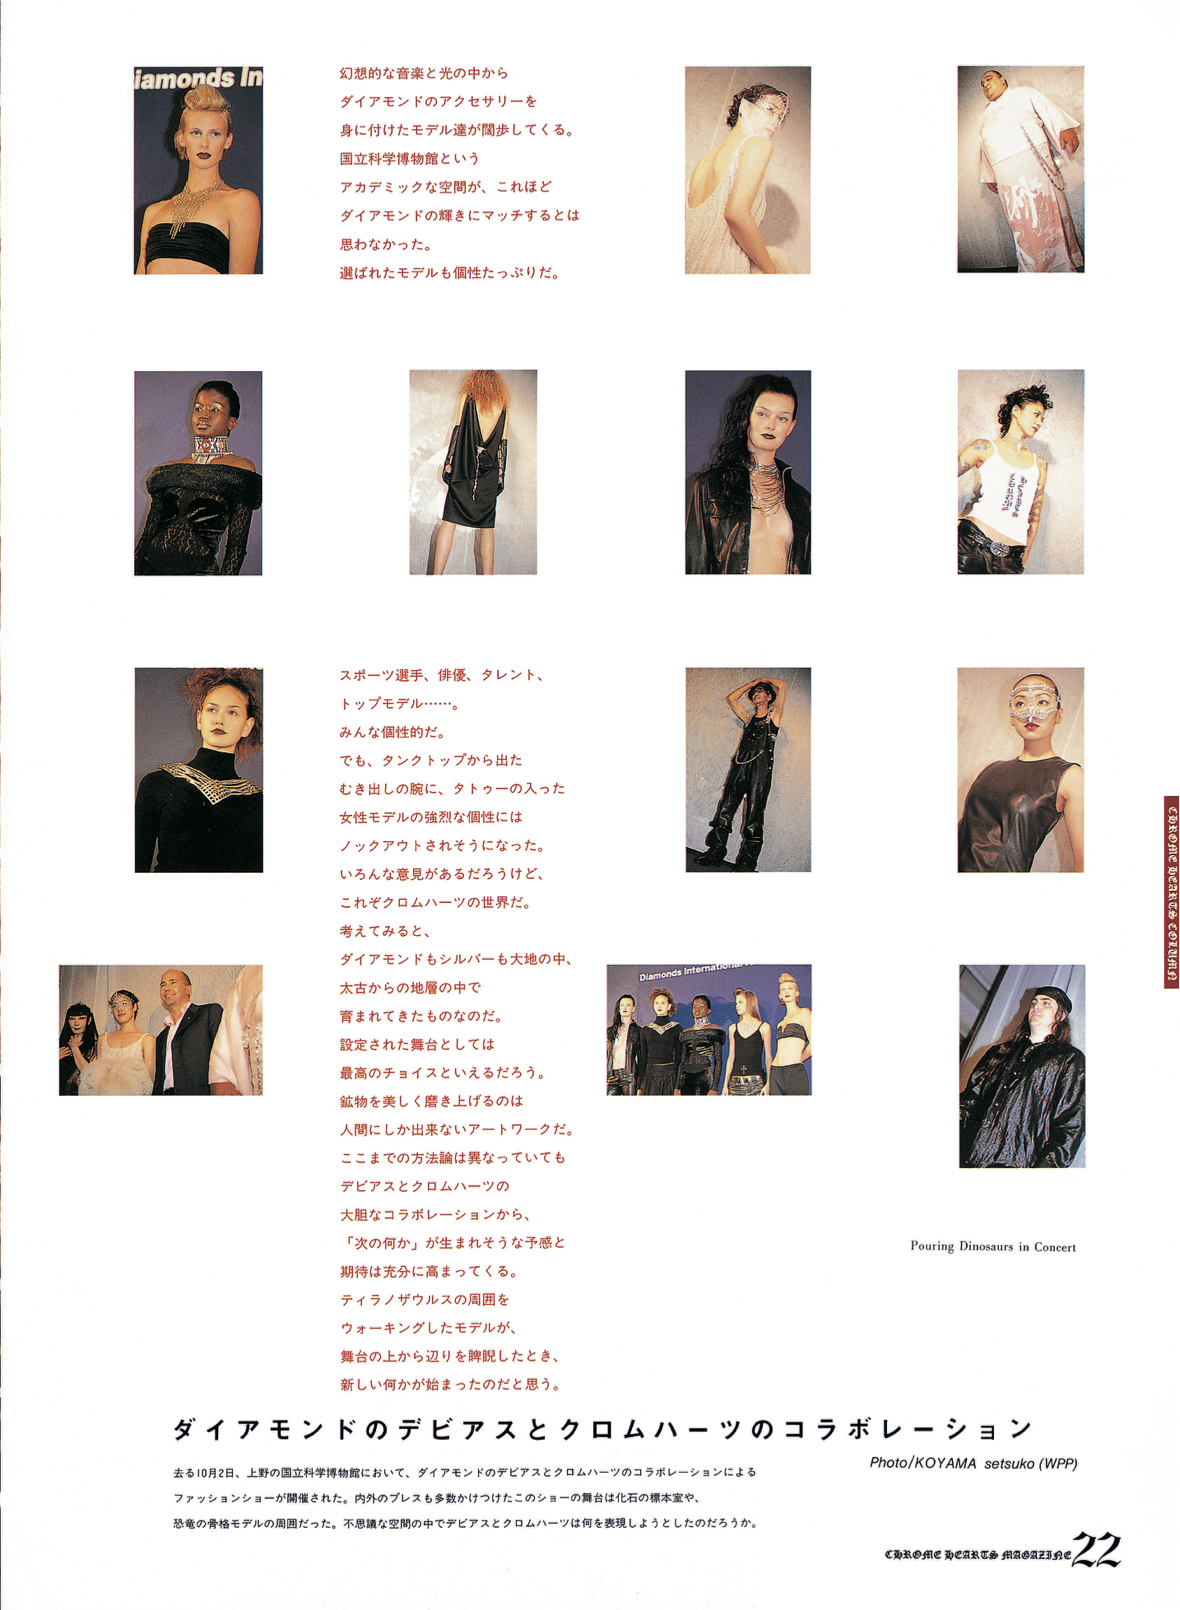 iamonds In
幻想的な音楽と光の中から
ダイアモンドのアクセサリーを
身に付けたモデル達が闊歩してくる。
国立科学博物館という
アカデミックな空間が、これほど
ダイアモンドの輝きにマッチするとは
思わなかった。
選ばれたモデルも個性たっぷりだ。
スポーツ選手、俳優、タレント、
トップモデル……。
みんな個性的だ。
でも、タンクトップから出た
むき出しの腕に、タトゥーの入った
女性モデルの強烈な個性には
ノックアウトされそうになった。
いろんな意見があるだろうけど、
これぞクロムハーツの世界だ。
考えてみると、
ダイアモンドもシルバーも大地の中、
太古からの地層の中で
育まれてきたものなのだ。
設定された舞台としては
最高のチョイスといえるだろう。
鉱物を美しく磨き上げるのは
人間にしか出来ないアートワークだ。
ここまでの方法論は異なっていても
デビアスとクロムハーツの
大胆なコラボレーションから、
「次の何か」が生まれそうな予感と
期待は充分に高まってくる。
ティラノザウルスの周囲を
ウォーキングしたモデルが、
舞台の上から辺りを睥睨したとき、
新しい何かが始まったのだと思う。
Diamonds International
CHROME HEARTS COLUMN
Pouring Dinosaurs in Concert
ダイアモンドのデビアスとクロムハーツのコラボレーション
Photo/KOYAMA setsuko (WPP)
去る10月2日、上野の国立科学博物館において、ダイアモンドのデビアスとクロムハーツのコラボレーションによる
ファッションショーが開催された。内外のプレスも多数かけつけたこのショーの舞台は化石の標本室や、
恐竜の骨格モデルの周囲だった。不思議な空間の中でデビアスとクロムハーツは何を表現しようとしたのだろうか。
CHROME HEARTS MAGAZINE 22